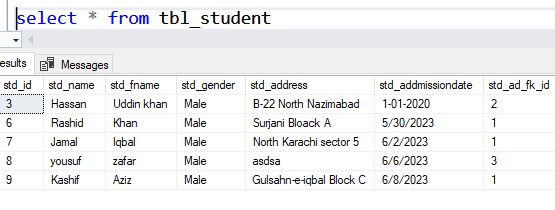 select * from tbl_student
esults Messages
std_id std_name std_fname std_gender std_address std_addmissiondate std_ad_fk_id
3 Hassan Uddin khan Male B-22 North Nazimabad 1-01-2020 2
6 Rashid Khan Male Surjani Bloack A 5/30/2023 1
7 Jamal Iqbal Male North Karachi sector 5 6/2/2023 1
8 yousuf zafar Male asdsa 6/6/2023 3
9 Kashif Aziz Male Gulsahn-e-iqbal Block C 6/8/2023 1